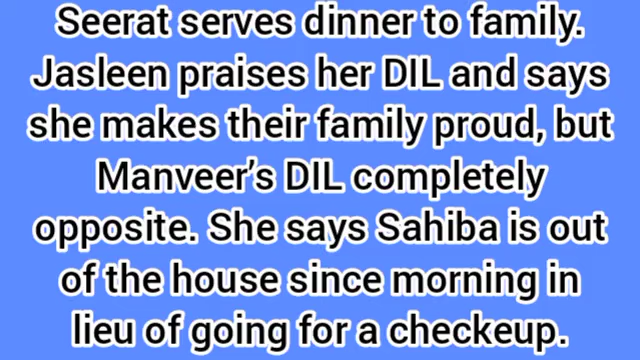 Seerat serves dinner to family.
Jasleen praises her DIL and says
she makes their family proud, but
Manveer’s DIL completely
opposite. She says Sahiba is out
of the house since morning in
lieu of going for a checkup.